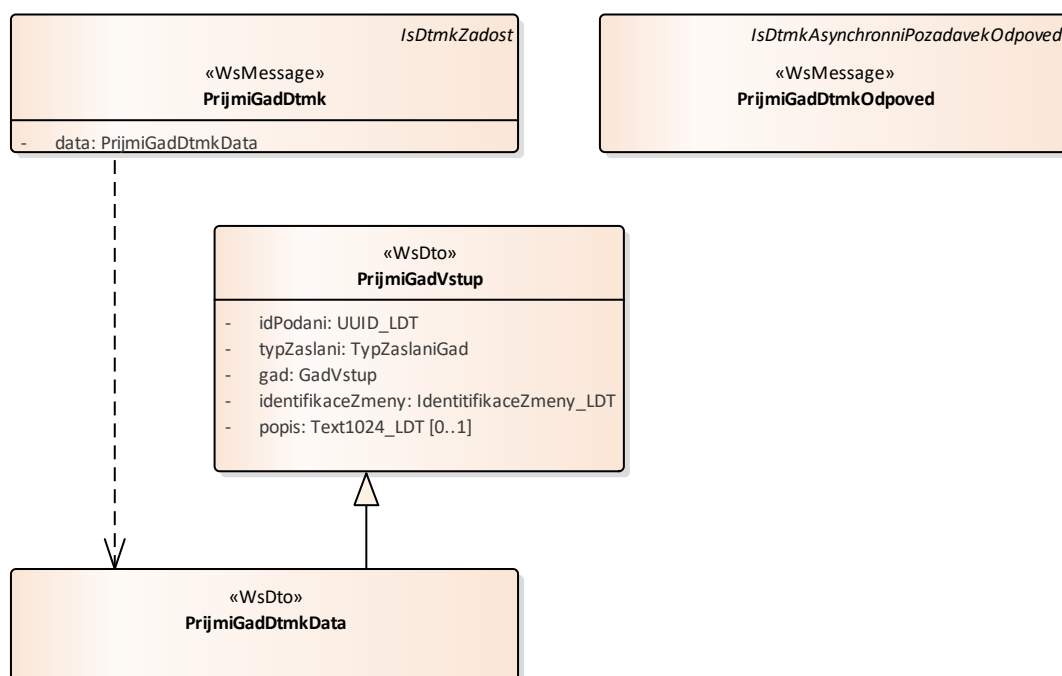 IsDtmkZadost
«WsMessage»
PrijmiGadDtmk
- data: PrijmiGadDtmkData
IsDtmkAsynchronniPozadavekOdpoved
«WsMessage»
PrijmiGadDtmkOdpoved
«WsDto»
PrijmiGadVstup
- idPodani: UUID_LDT
- typZaslani: TypZaslaniGad
- gad: GadVstup
- identifikaceZmeny: IdentitifikaceZmeny_LDT
- popis: Text1024_LDT [0..1]
«WsDto»
PrijmiGadDtmkData